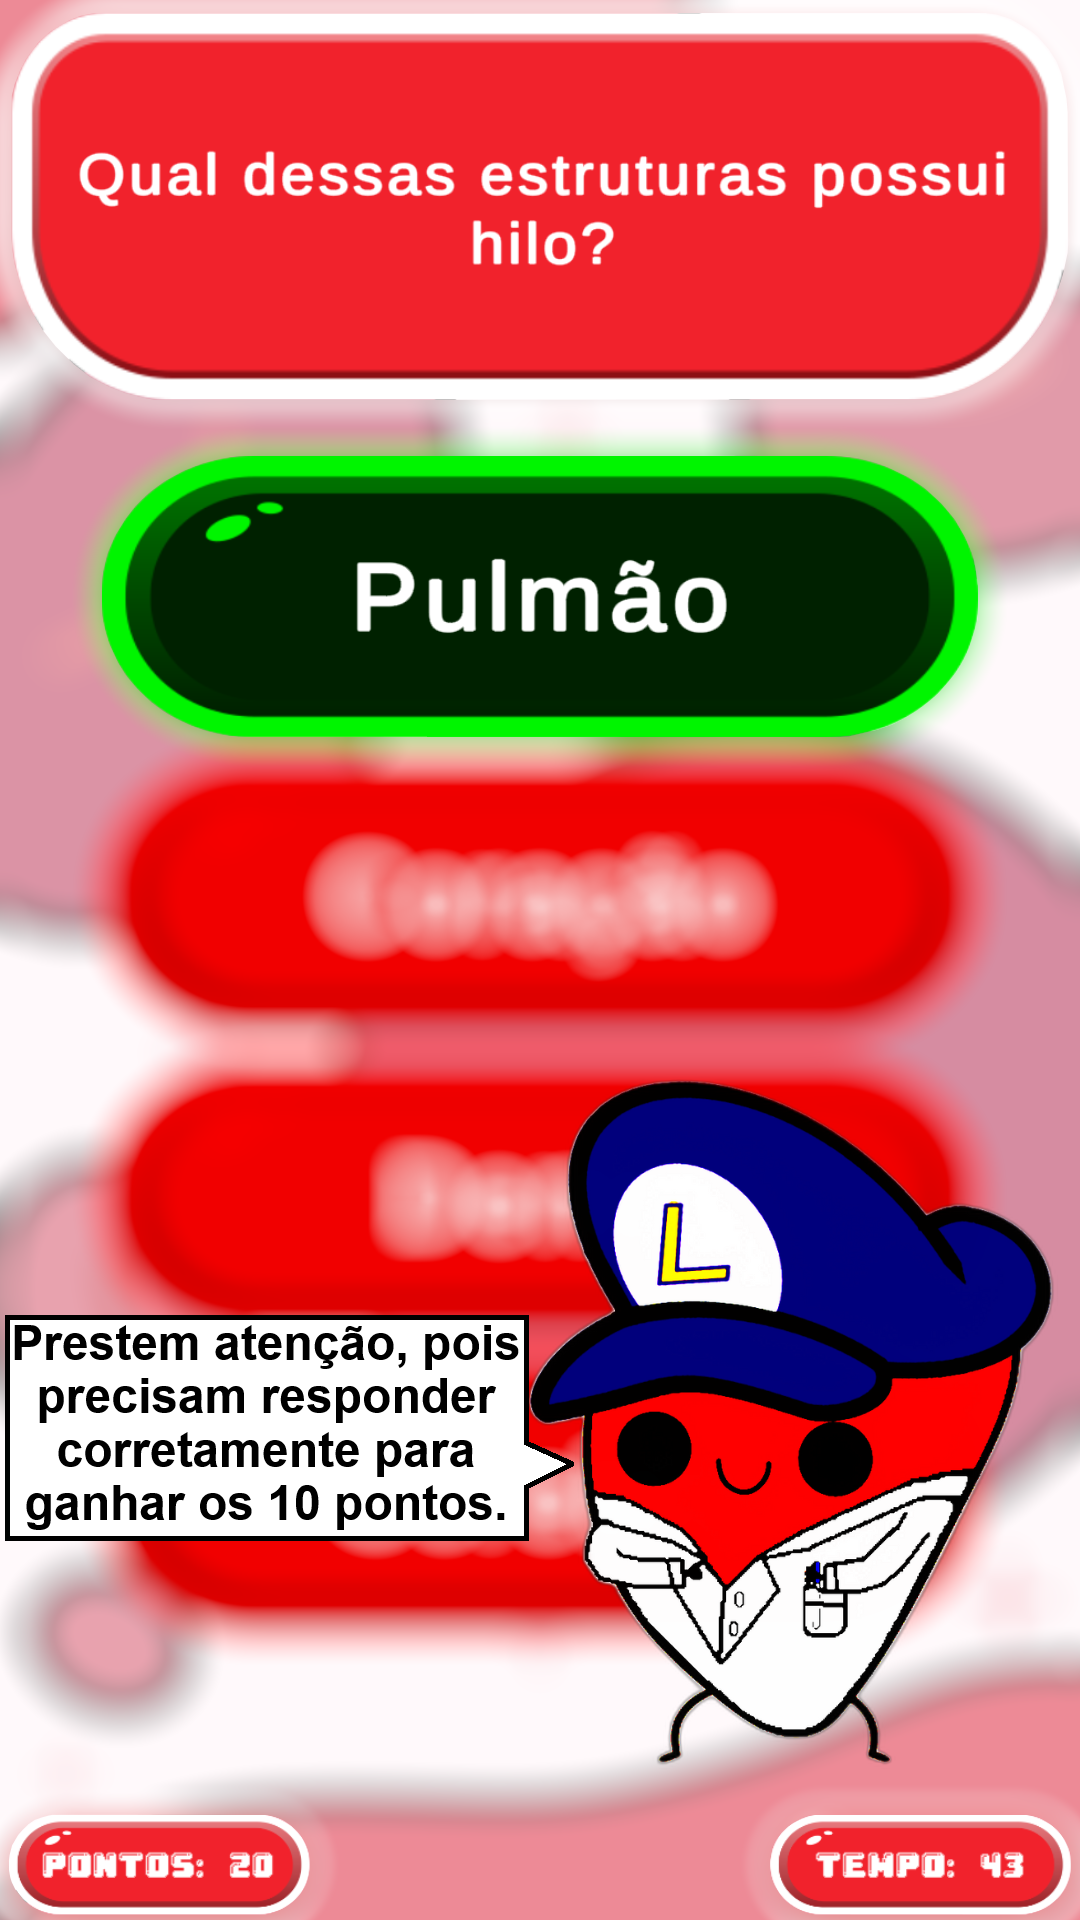 Qual dessas estruturas possui
hilo?
Pulmão
Coração
L
Prestem atenção, pois
precisam responder
corretamente para
ganhar os 10 pontos.
PONTOS: 20
TEMPO: 43